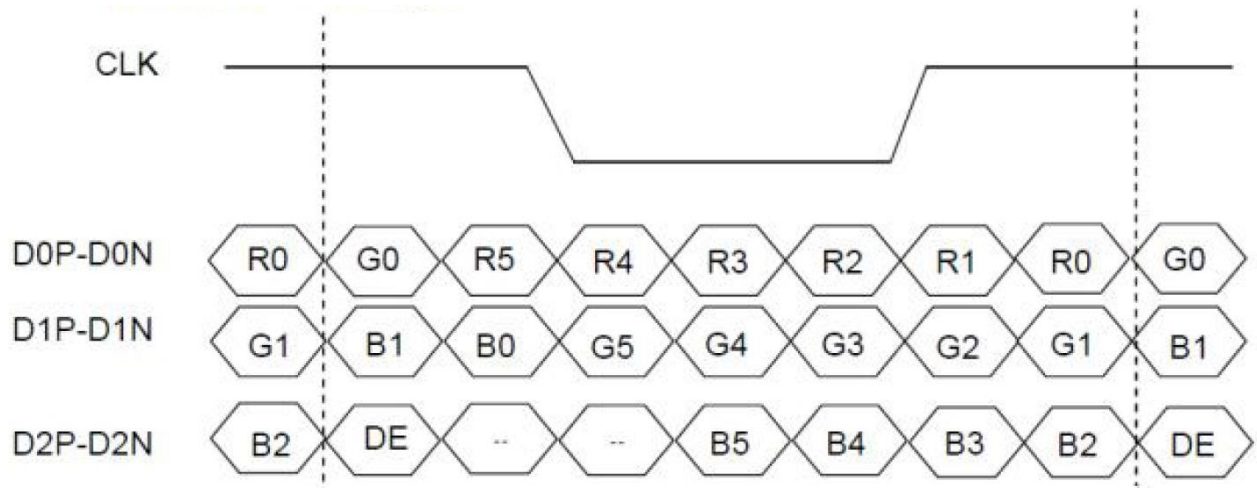 CLK
D0P-D0N R0 G0 R5 R4 R3 R2 R1 R0 G0
D1P-D1N G1 B1 B0 G5 G4 G3 G2 G1 B1
D2P-D2N B2 DE -- -- B5 B4 B3 B2 DE